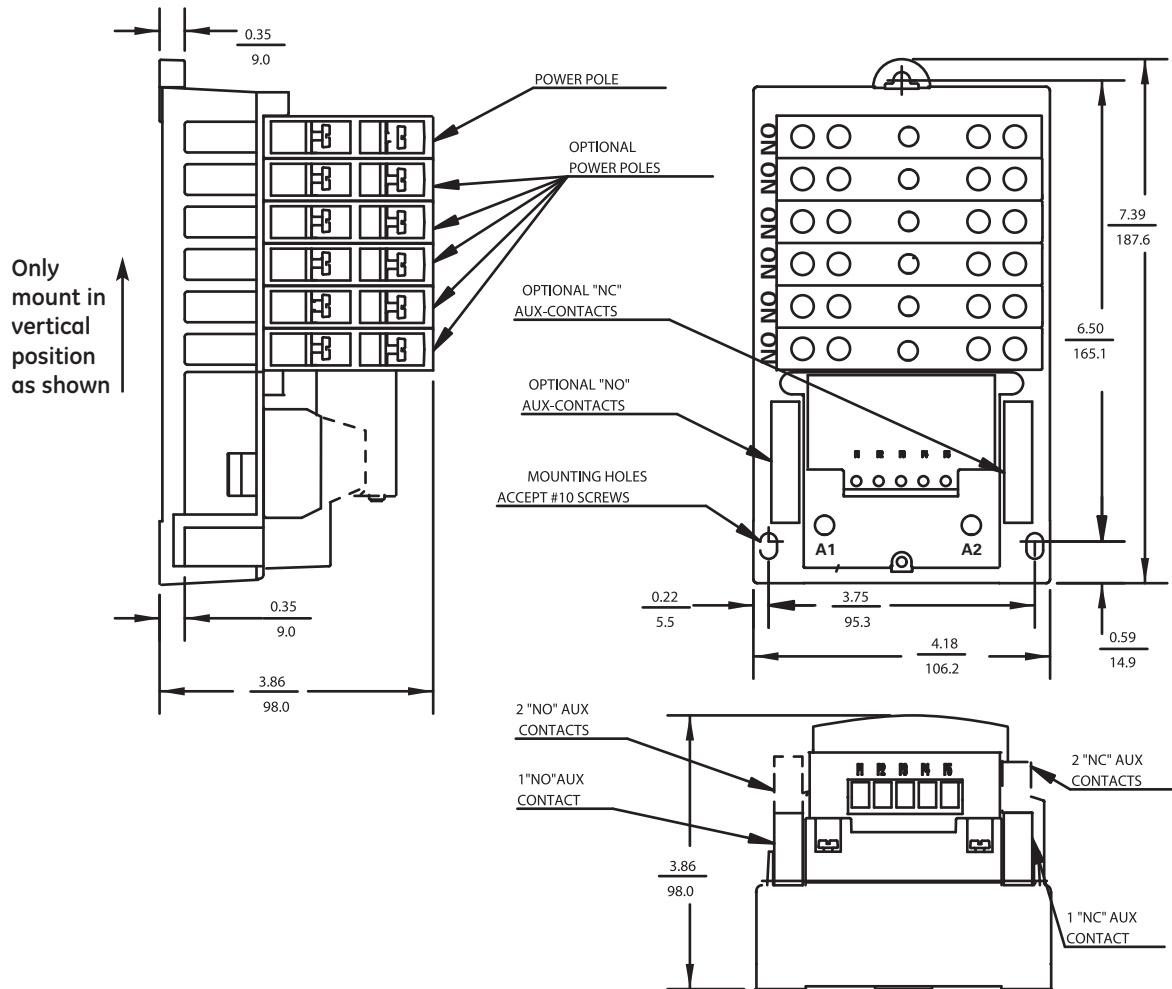 0.35
9.0
POWER POLE
OPTIONAL
POWER POLES
Only
mount in
vertical
position
as shown
OPTIONAL "NC"
AUX-CONTACTS
OPTIONAL "NO"
AUX-CONTACTS
MOUNTING HOLES
ACCEPT #10 SCREWS
NO
NO
NO
NO
NO
NO
7.39
187.6
6.50
165.1
A1
A2
0.35
9.0
3.86
98.0
0.22
5.5
3.75
95.3
4.18
106.2
0.59
14.9
2 "NO" AUX
CONTACTS
1"NO"AUX
CONTACT
2 "NC" AUX
CONTACTS
3.86
98.0
1 "NC" AUX
CONTACT